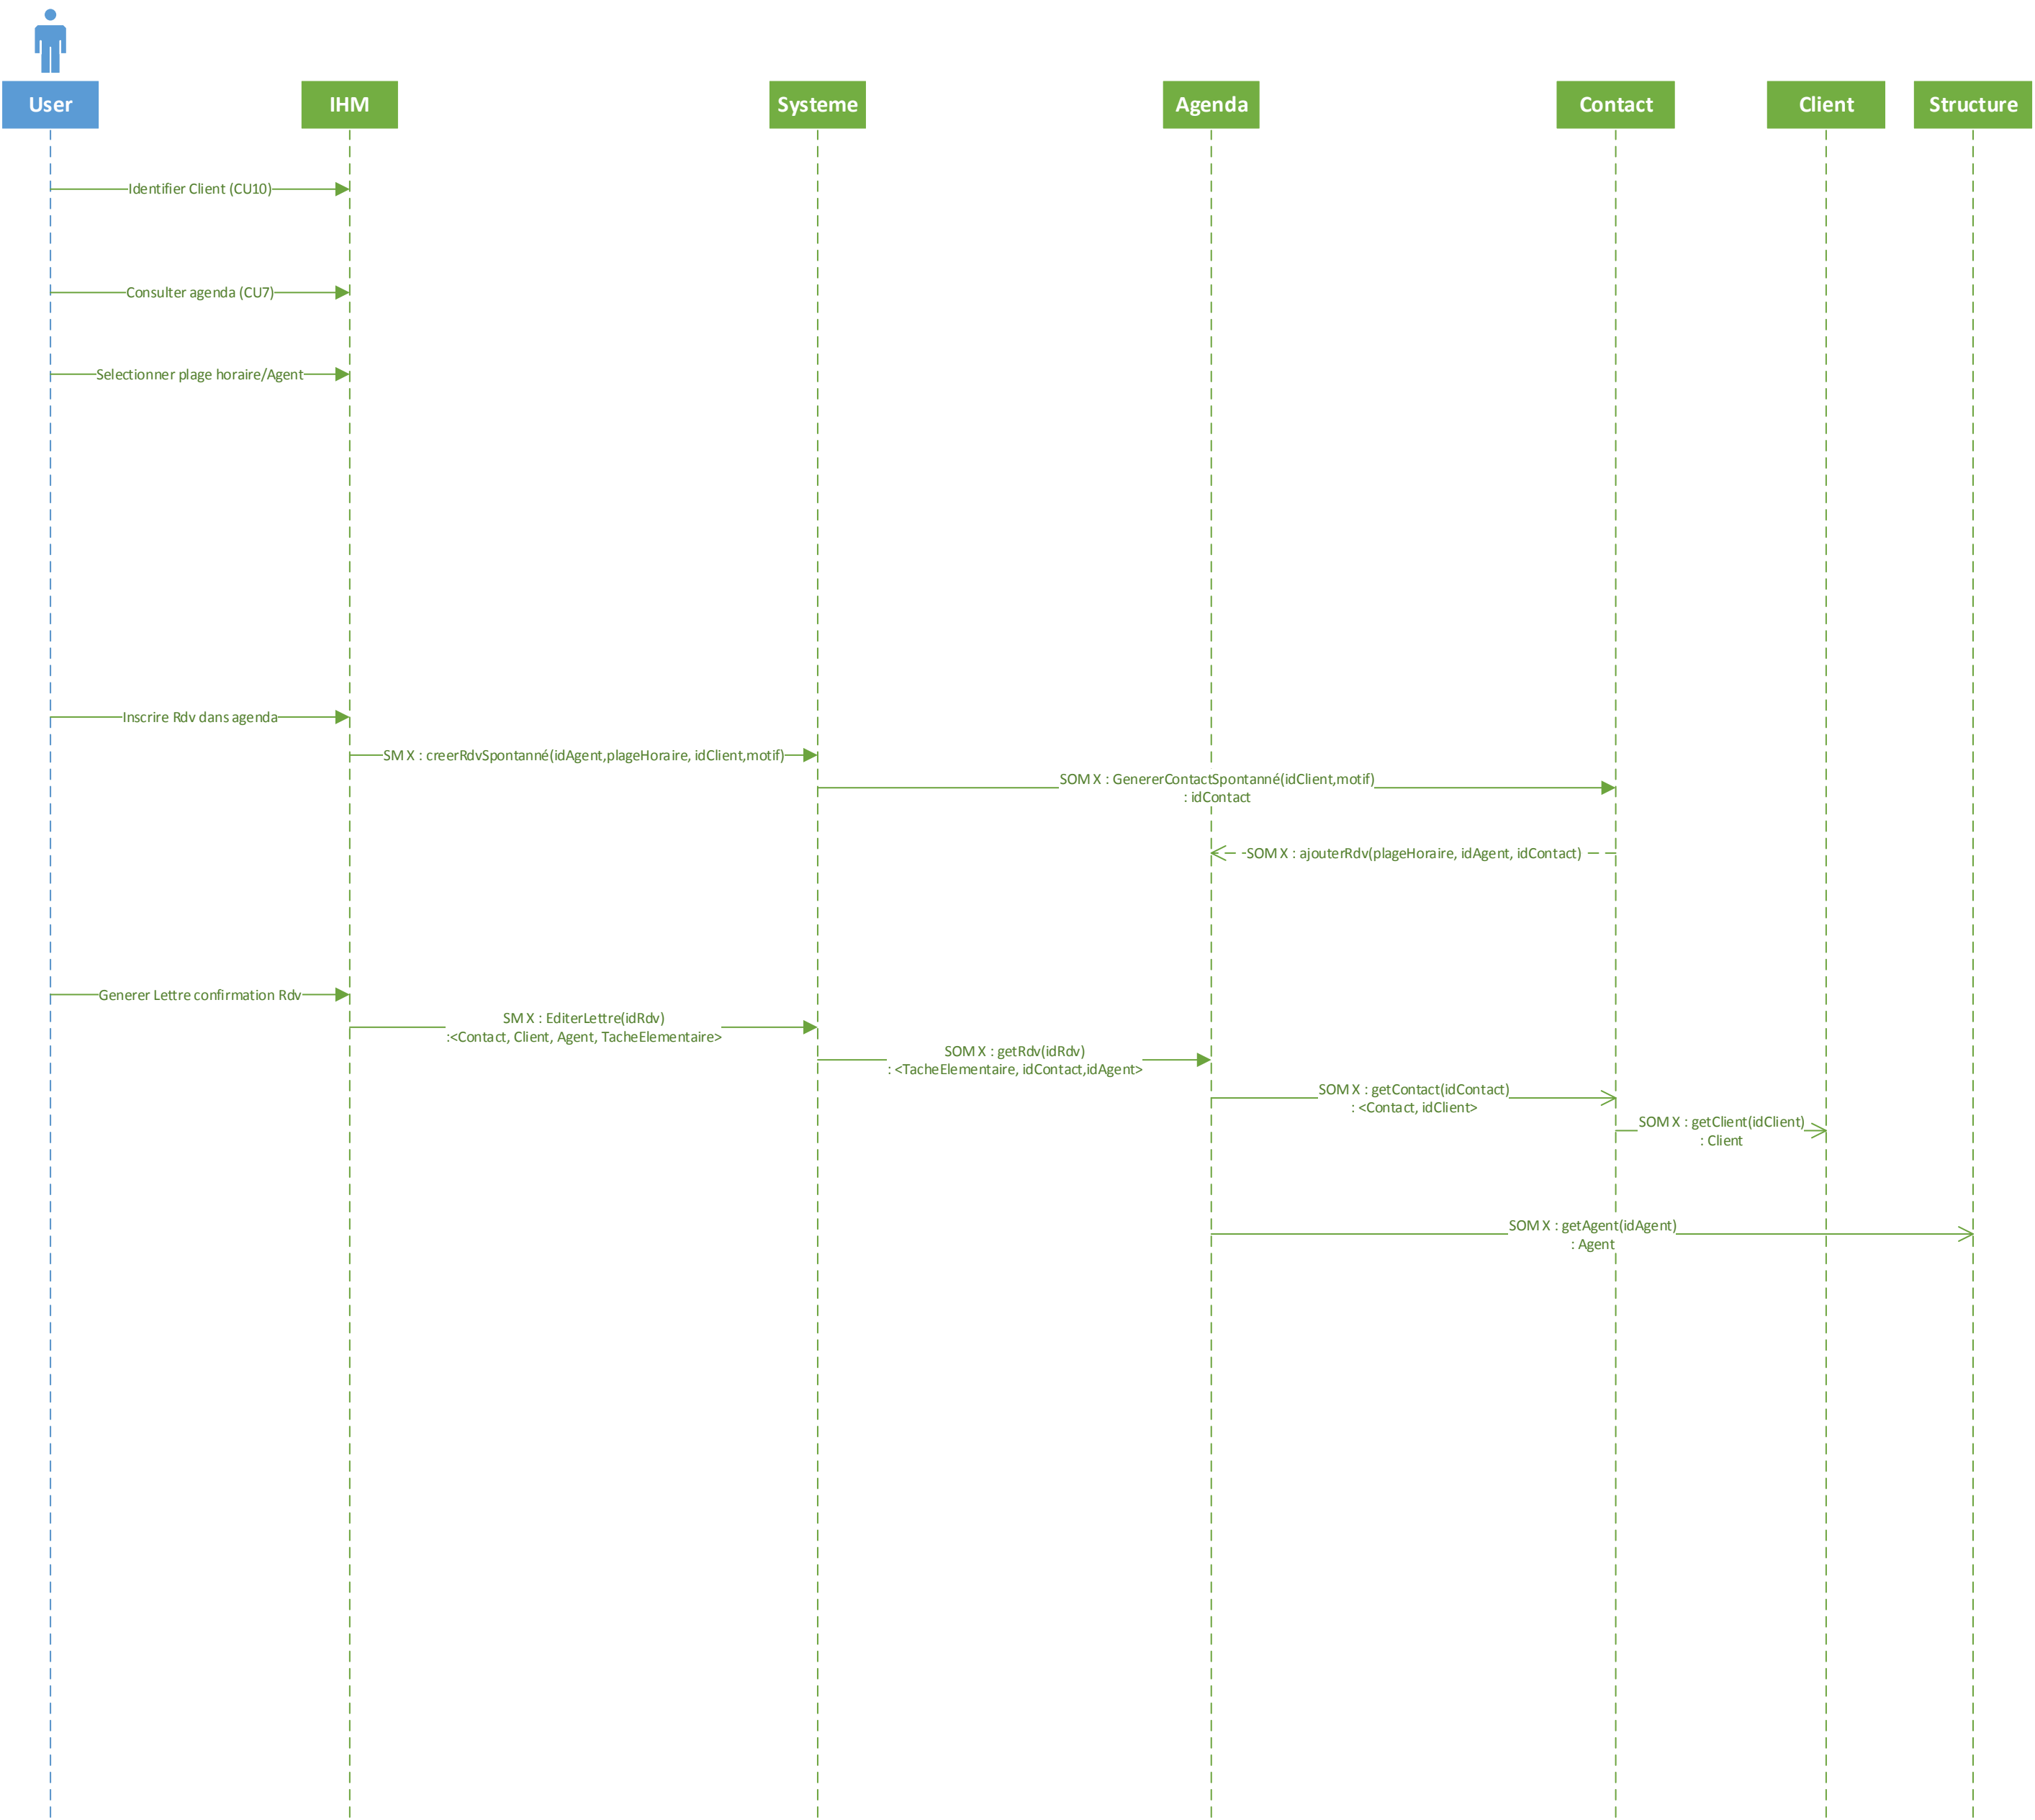 User
IHM
Systeme
Agenda
Contact
Client
Structure
Identifier Client (CU10)
Consulter agenda (CU7)
Selectionner plage horaire/Agent
Inscrire Rdv dans agenda
SM X : creerRdvSpontanné(idAgent,plageHoraire, idClient,motif)
SOM X : GenererContactSpontanné(idClient,motif)
: idContact
SOM X : ajouterRdv(plageHoraire, idAgent, idContact)
Generer Lettre confirmation Rdv
SM X : EditerLettre(idRdv)
:<Contact, Client, Agent, TacheElementaire>
SOM X : getRdv(idRdv)
: <TacheElementaire, idContact,idAgent>
SOM X : getContact(idContact)
: <Contact, idClient>
SOM X : getClient(idClient)
: Client
SOM X : getAgent(idAgent)
: Agent